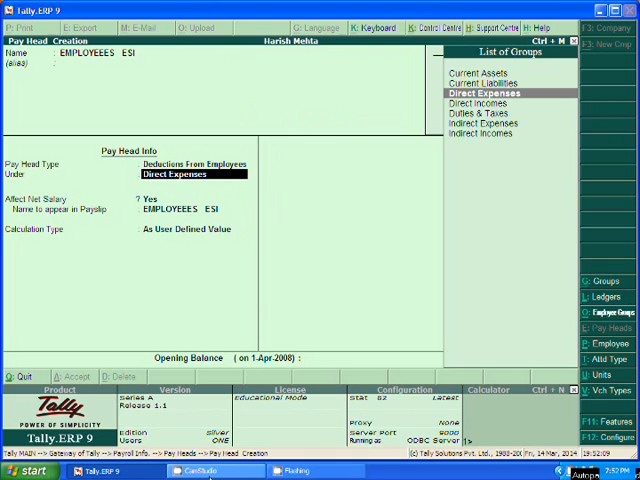 Tally.ERP 9
P: Print
E: Export
M: E-Mail
O: Upload
G: Language
K: Keyboard
K: Control Centre
H: Support Centre
H: Help
F3: Company
F3: New Cmp
Pay Head Creation
Harish Mehta
Ctrl + M
Name : EMPLOYEEES ESI
(alias) :
List of Groups
Current Assets
Current Liabilities
Direct Expenses
Direct Incomes
Duties & Taxes
Indirect Expenses
Indirect Incomes
Pay Head Info
Pay Head Type : Deductions From Employees
Under : Direct Expenses
Affect Net Salary ? Yes
Name to appear in Payslip : EMPLOYEEES ESI
Calculation Type : As User Defined Value
Opening Balance ( on 1-Apr-2008) :
G: Groups
L: Ledgers
O: Employee Groups
E: Pay Heads
P: Employee
T: Attd Type
U: Units
V: Vch Types
F11: Features
F12: Configure
Q: Quit
A: Accept
D: Delete
Product
Version
License
Configuration
Calculator
Ctrl + N
Tally
POWER OF SIMPLICITY
Tally.ERP 9
Series A
Release 1.1
Edition Silver
Users ONE
Educational Mode
Stat 82 Latest
Proxy None
Server Port 9000
Running as ODBC Server
1>
Tally MAIN --> Gateway of Tally --> Payroll Info. --> Pay Heads --> Pay Head Creation
(c) Tally Solutions Pvt. Ltd., 1988-200
Fri, 14 Mar, 2014
19:52:09
start
Tally.ERP 9
CamStudio
Flashing
Autop
7:52 PM